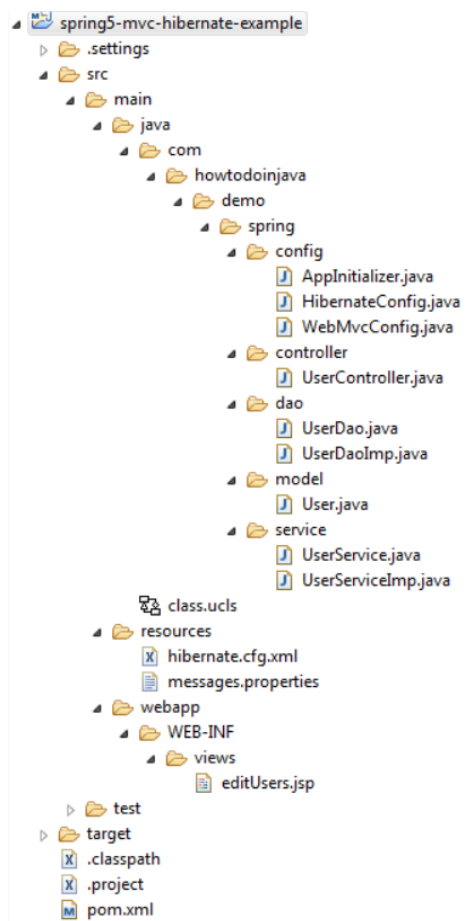 spring5-mvc-hibernate-example
.settings
src
main
java
com
howtodoinjava
demo
spring
config
AppInitializer.java
HibernateConfig.java
WebMvcConfig.java
controller
UserController.java
dao
UserDao.java
UserDaoImp.java
model
User.java
service
UserService.java
UserServiceImp.java
class.ucls
resources
hibernate.cfg.xml
messages.properties
webapp
WEB-INF
views
editUsers.jsp
test
target
.classpath
.project
pom.xml